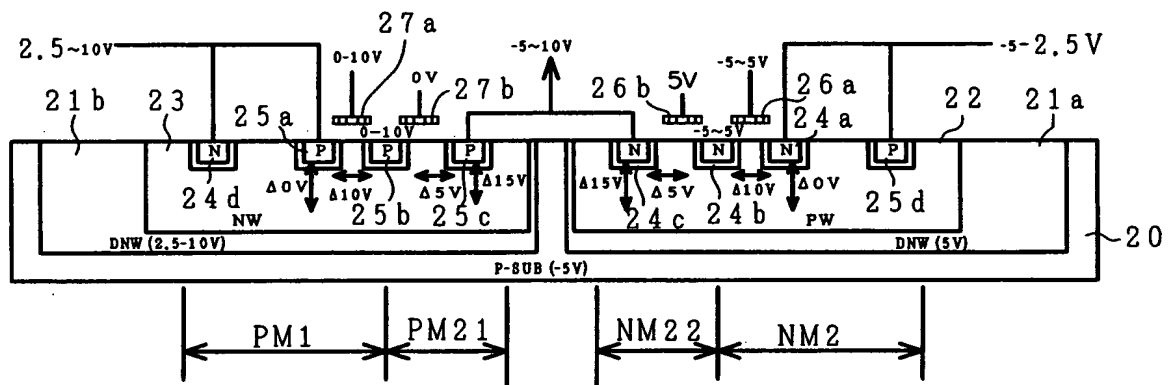 27a
2.5~10V
0-10V
-5~10V
-5~5V
-5-2.5V
0V
5V
21b
23
27b
26b
26a
22
21a
25a
0-10V
-5~5V
24a
N
P
P
P
N
N
N
P
Δ0V
Δ10V
Δ5V
Δ15V
Δ15V
Δ5V
Δ10V
Δ0V
24d
25b
25c
24c
24b
25d
NW
PW
DNW (2.5-10V)
DNW (5V)
20
P-SUB (-5V)
PM1
PM21
NM22
NM2